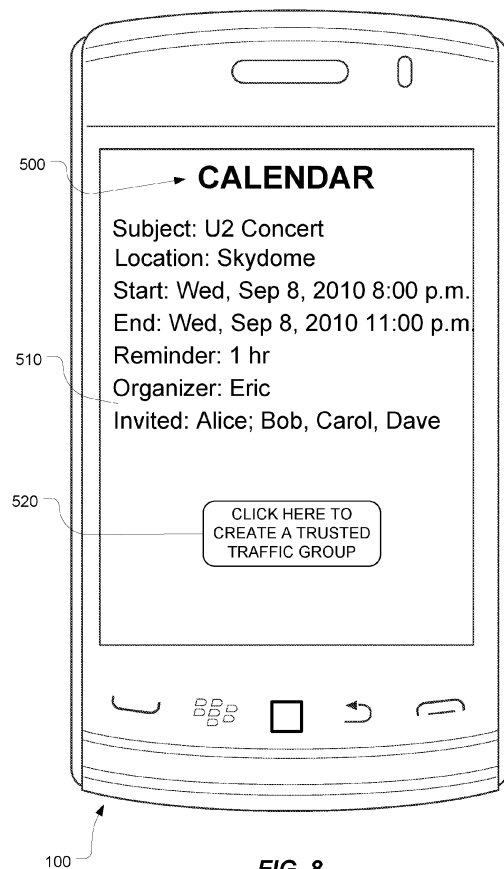 500
CALENDAR
Subject: U2 Concert
Location: Skydome
Start: Wed, Sep 8, 2010 8:00 p.m.
End: Wed, Sep 8, 2010 11:00 p.m.
510
Reminder: 1 hr
Organizer: Eric
Invited: Alice; Bob, Carol, Dave
520
CLICK HERE TO
CREATE A TRUSTED
TRAFFIC GROUP
100
FIG. 8